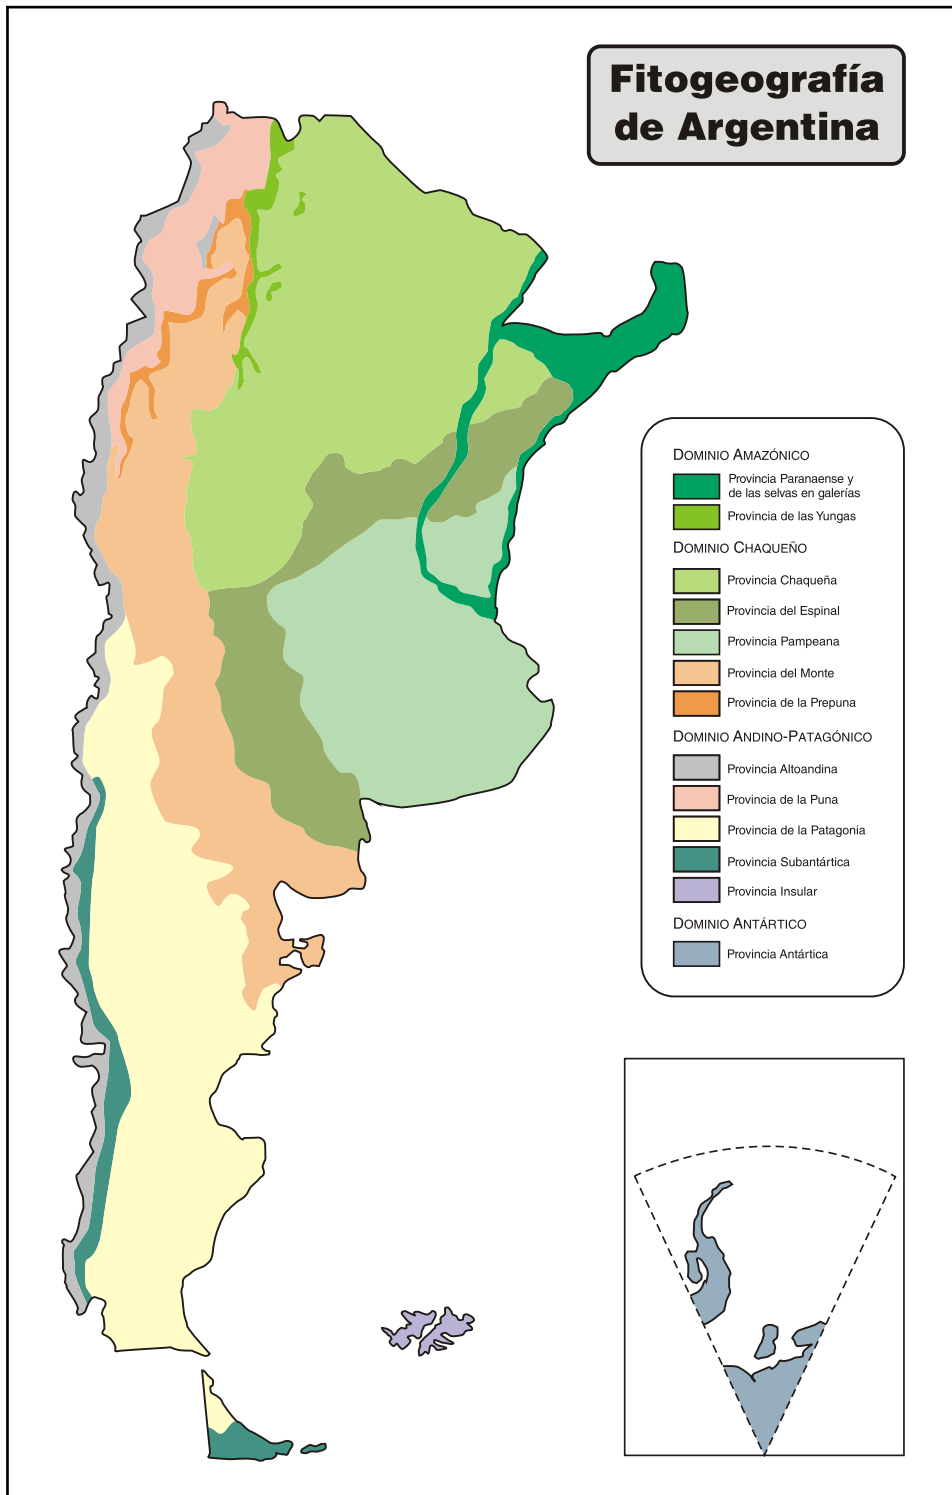 Fitogeografía
de Argentina
DOMINIO AMAZÓNICO
Provincia Paranaense y
de las selvas en galerías
Provincia de las Yungas
DOMINIO CHAQUEÑO
Provincia Chaqueña
Provincia del Espinal
Provincia Pampeana
Provincia del Monte
Provincia de la Prepuna
DOMINIO ANDINO-PATAGÓNICO
Provincia Altoandina
Provincia de la Puna
Provincia de la Patagonia
Provincia Subantártica
Provincia Insular
DOMINIO ANTÁRTICO
Provincia Antártica